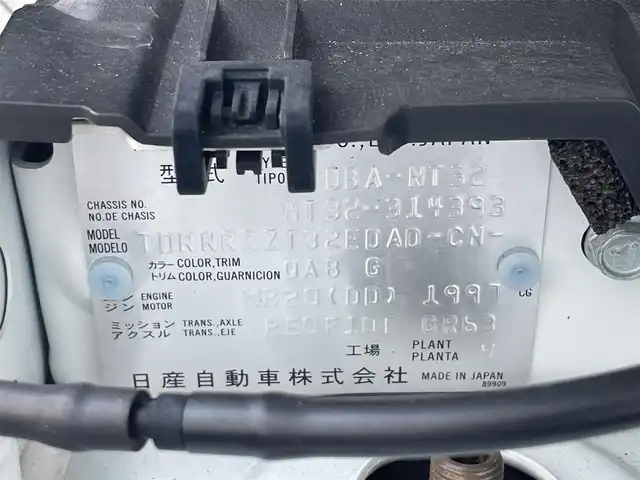 型式 TIPO DBA-NT32
CHASSIS NO. NO.DE CHASIS NT32-314393
MODEL MODELO TDRNRRZT32EDAD-CN-
カラー トリム COLOR,TRIM COLOR,GUARNICION QAB G
エンジン ENGINE MOTOR MR20(DD) 1997 CG
ミッション アクスル TRANS.,AXLE TRANS.,EJE RE0F10F GR63
工場 PLANT PLANTA
日産自動車株式会社 MADE IN JAPAN
89909